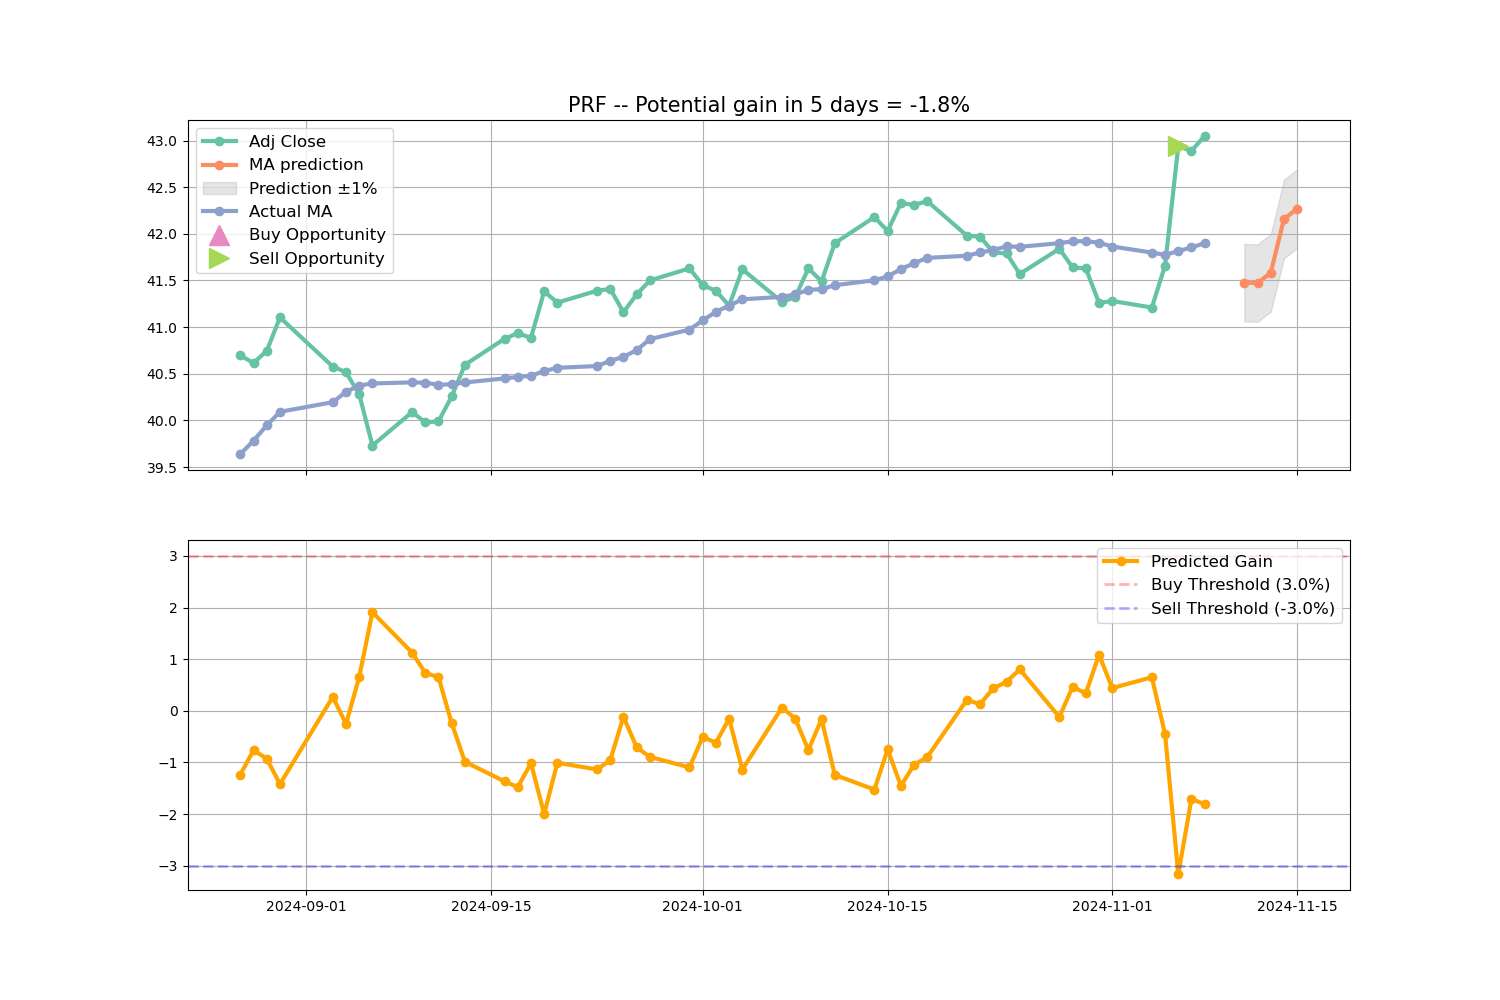 PRF -- Potential gain in 5 days = -1.8%
43.0
42.5
42.0
41.5
41.0
40.5
40.0
39.5
Adj Close
MA prediction
Prediction ±1%
Actual MA
Buy Opportunity
Sell Opportunity
3
2
1
0
−1
−2
−3
Predicted Gain
Buy Threshold (3.0%)
Sell Threshold (-3.0%)
2024-09-01
2024-09-15
2024-10-01
2024-10-15
2024-11-01
2024-11-15